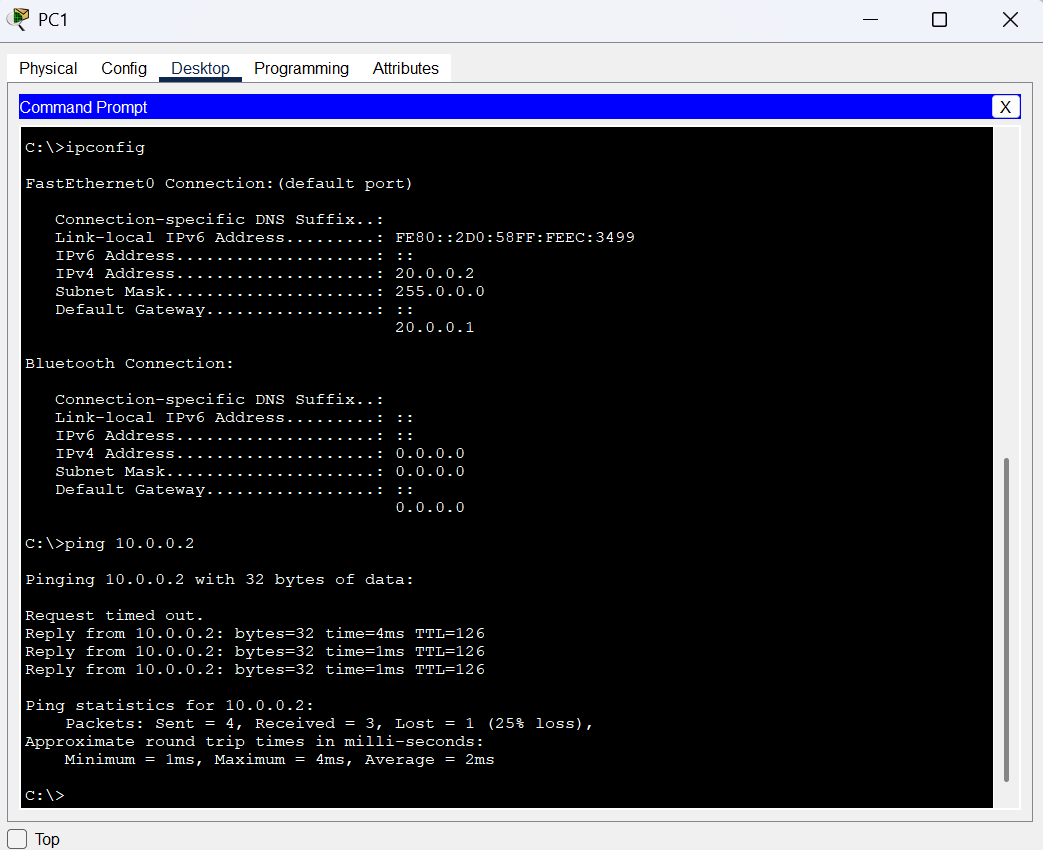 PC1
Physical Config Desktop Programming Attributes
Command Prompt
X
C:\>ipconfig
FastEthernet0 Connection:(default port)
Connection-specific DNS Suffix..:
Link-local IPv6 Address.........: FE80::2D0:58FF:FEEC:3499
IPv6 Address....................: ::
IPv4 Address....................: 20.0.0.2
Subnet Mask.....................: 255.0.0.0
Default Gateway.................: ::
20.0.0.1
Bluetooth Connection:
Connection-specific DNS Suffix..:
Link-local IPv6 Address.........: ::
IPv6 Address....................: ::
IPv4 Address....................: 0.0.0.0
Subnet Mask.....................: 0.0.0.0
Default Gateway.................: ::
0.0.0.0
C:\>ping 10.0.0.2
Pinging 10.0.0.2 with 32 bytes of data:
Request timed out.
Reply from 10.0.0.2: bytes=32 time=4ms TTL=126
Reply from 10.0.0.2: bytes=32 time=1ms TTL=126
Reply from 10.0.0.2: bytes=32 time=1ms TTL=126
Ping statistics for 10.0.0.2:
Packets: Sent = 4, Received = 3, Lost = 1 (25% loss),
Approximate round trip times in milli-seconds:
Minimum = 1ms, Maximum = 4ms, Average = 2ms
C:\>
Top